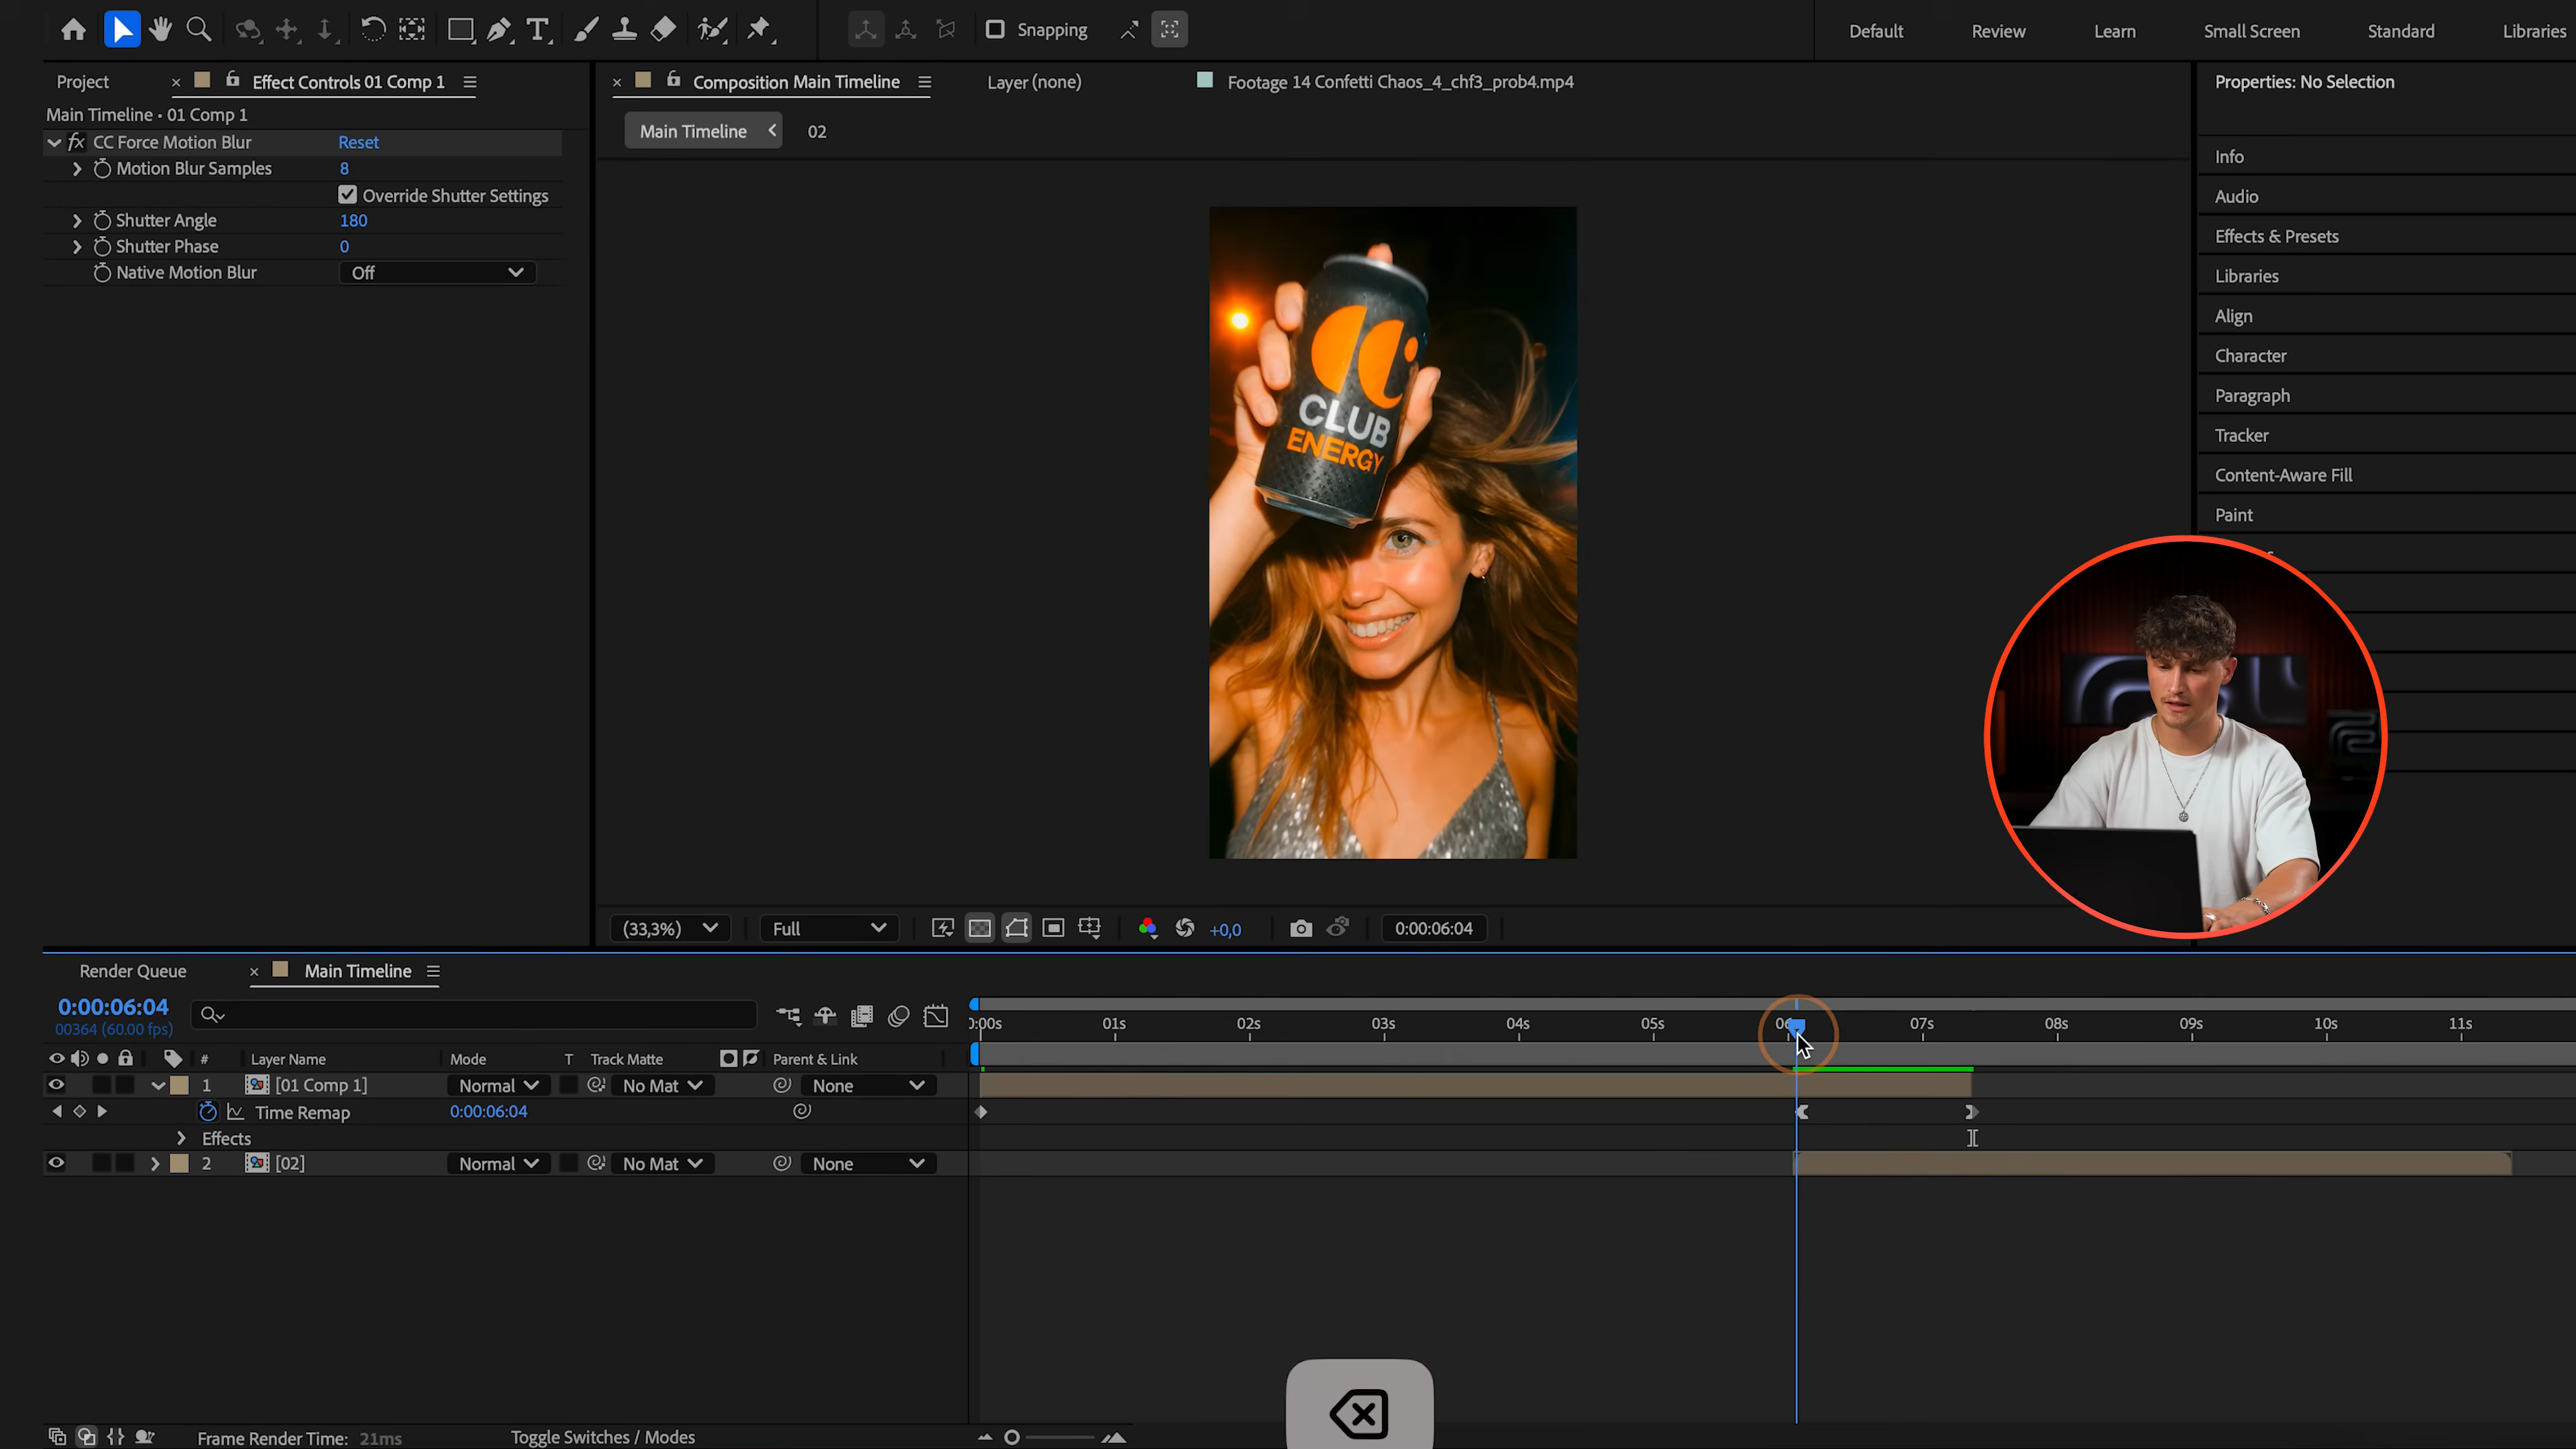 Snapping
Default
Review
Learn
Small Screen
Standard
Libraries
Project
× Effect Controls 01 Comp 1
× Composition Main Timeline
Layer (none)
Footage 14 Confetti Chaos_4_chf3_prob4.mp4
Properties: No Selection
Main Timeline • 01 Comp 1
fx CC Force Motion Blur Reset
Motion Blur Samples 8
Override Shutter Settings
Shutter Angle 180
Shutter Phase 0
Native Motion Blur Off
Main Timeline
02
Info
Audio
Effects & Presets
Libraries
Align
Character
Paragraph
Tracker
Content-Aware Fill
Paint
CLUB
ENERGY
(33,3%)
Full
+0,0
0:00:06:04
Render Queue
× Main Timeline
0:00:06:04
00364 (60.00 fps)
:00s 01s 02s 03s 04s 05s 06 07s 08s 09s 10s 11s
# Layer Name Mode T Track Matte Parent & Link
1 [01 Comp 1] Normal No Mat None
Time Remap 0:00:06:04
Effects
2 [02] Normal No Mat None
Frame Render Time: 21ms
Toggle Switches / Modes